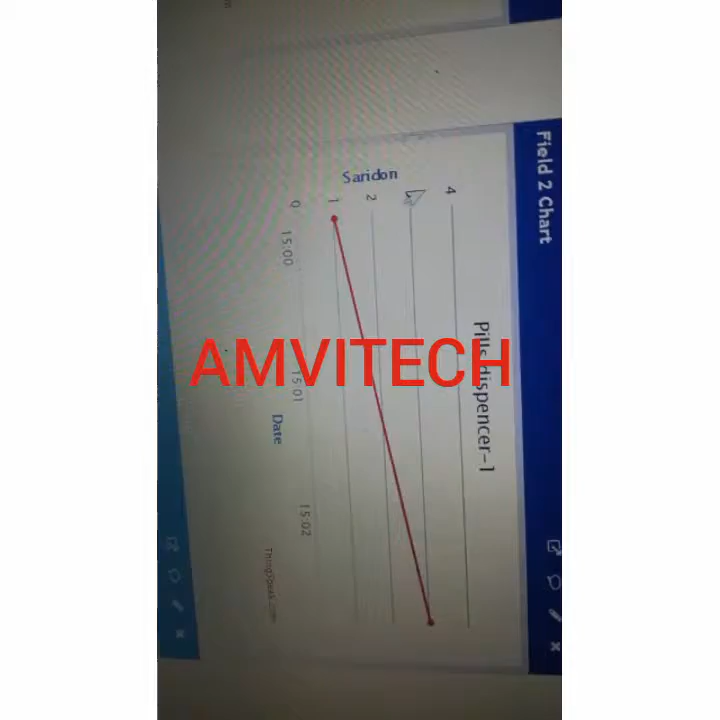 Field 2 Chart
Pills dispencer-1
Saridon
4
2
1
0
15:00
15:01
15:02
Date
ThingSpeak.com
AMVITECH